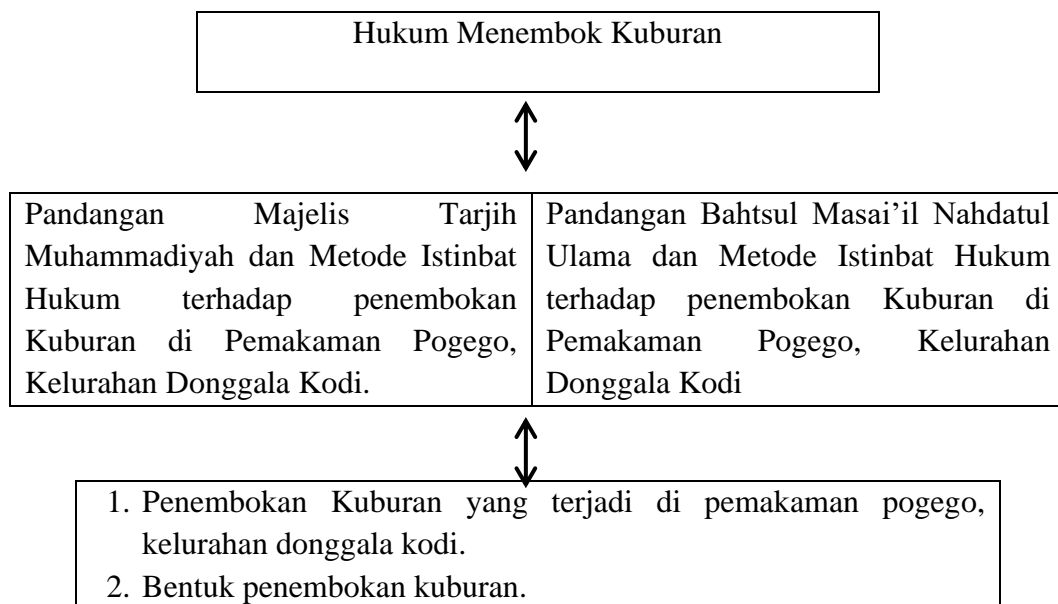 Hukum Menembok Kuburan
Pandangan Majelis Tarjih
Muhammadiyah dan Metode Istinbat
Hukum terhadap penembokan
Kuburan di Pemakaman Pogego,
Kelurahan Donggala Kodi.
Pandangan Bahtsul Masai’il Nahdatul
Ulama dan Metode Istinbat Hukum
terhadap penembokan Kuburan di
Pemakaman Pogego, Kelurahan
Donggala Kodi
1. Penembokan Kuburan yang terjadi di pemakaman pogego,
kelurahan donggala kodi.
2. Bentuk penembokan kuburan.